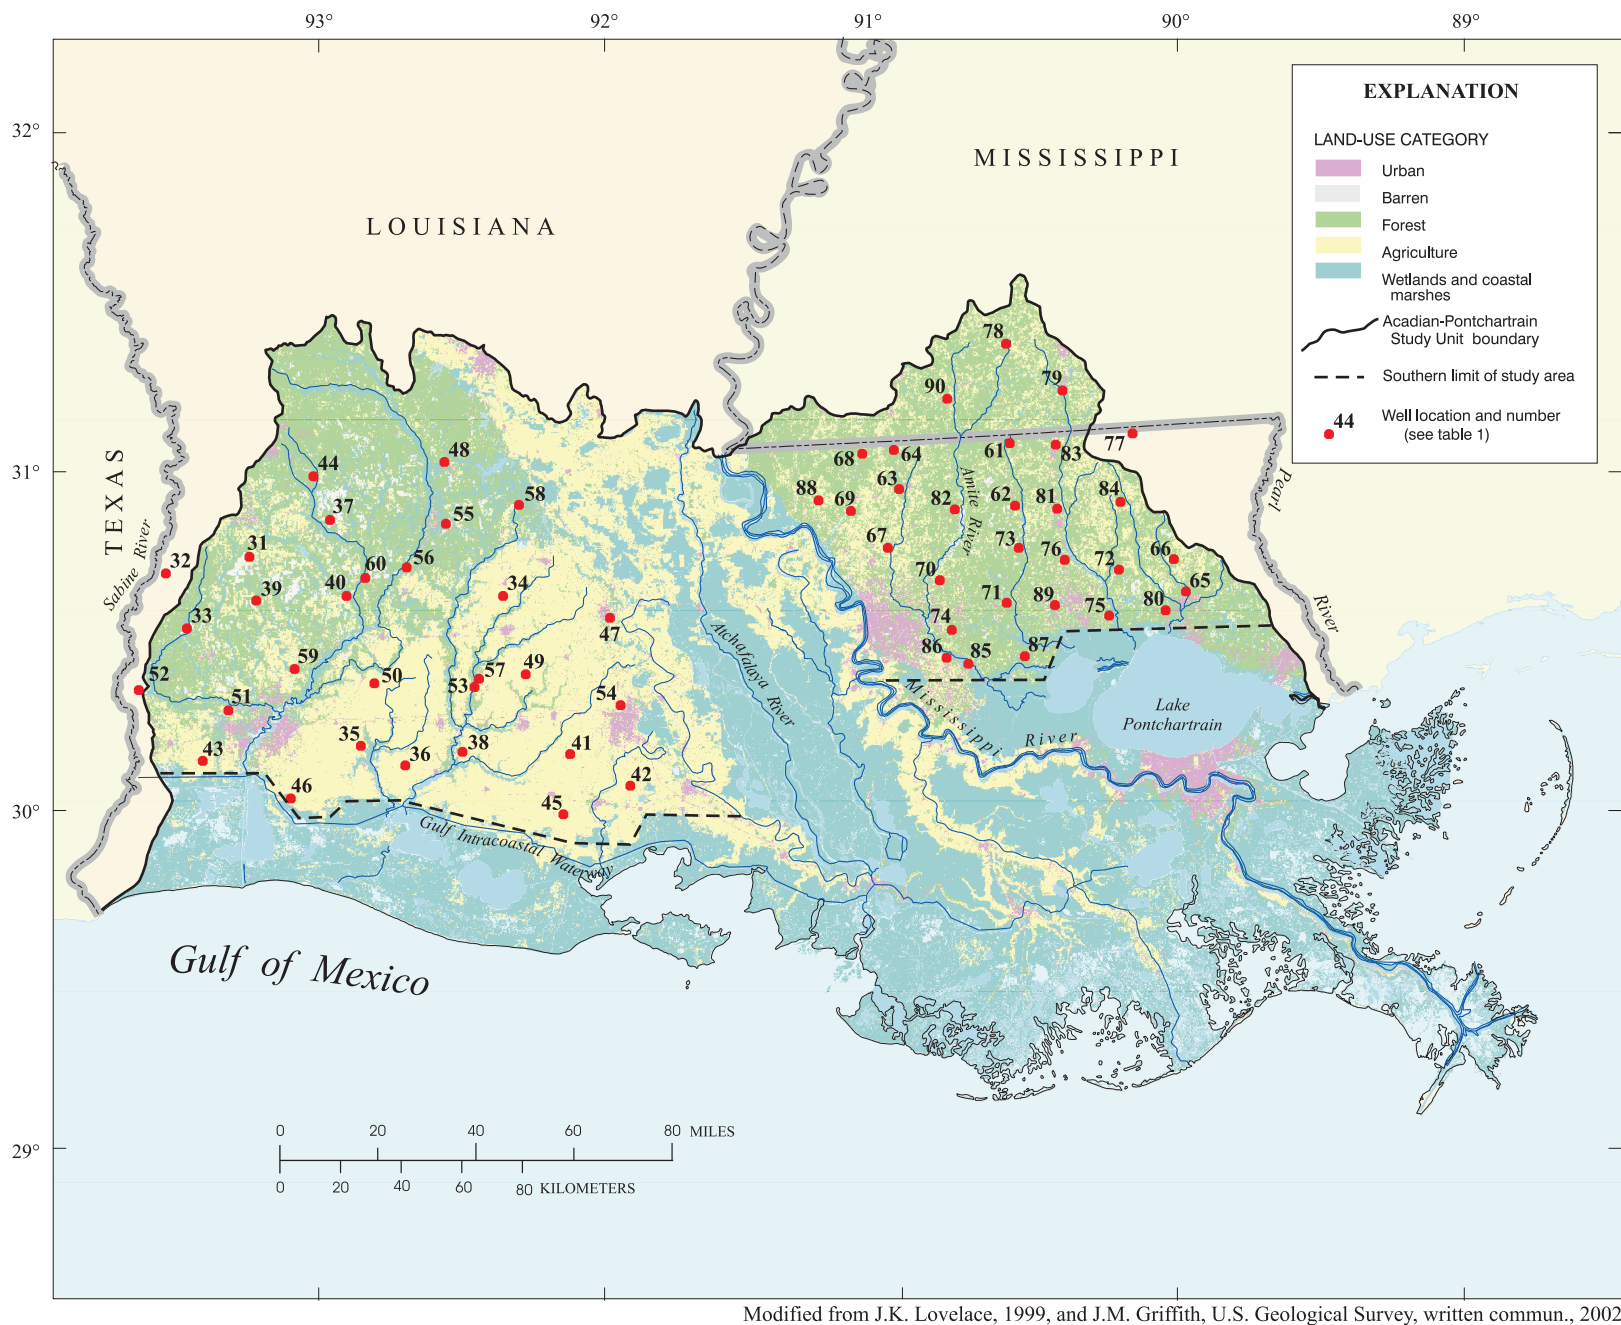 93°
92°
91°
90°
89°
32°
31°
30°
29°
EXPLANATION
LAND-USE CATEGORY
Urban
Barren
Forest
Agriculture
Wetlands and coastal
marshes
Acadian-Pontchartrain
Study Unit boundary
Southern limit of study area
44
Well location and number
(see table 1)
MISSISSIPPI
LOUISIANA
TEXAS
Sabine River
Pearl
River
Amite River
Atchafalaya River
Mississippi
River
Lake
Pontchartrain
Gulf Intracoastal Waterway
Gulf of Mexico
78
90
79
77
68
64
61
83
48
44
88
69
63
82
62
81
84
58
37
55
67
73
76
72
66
31
32
60
56
70
65
39
40
34
71
89
75
80
33
47
74
86
85
87
59
52
50
57
49
53
51
54
35
36
38
41
43
42
46
45
0 20 40 60 80 MILES
0 20 40 60 80 KILOMETERS
Modified from J.K. Lovelace, 1999, and J.M. Griffith, U.S. Geological Survey, written commun., 2002